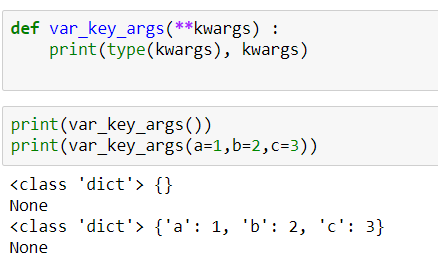 def var_key_args(**kwargs) :
    print(type(kwargs), kwargs)
print(var_key_args())
print(var_key_args(a=1,b=2,c=3))
<class 'dict'> {}
None
<class 'dict'> {'a': 1, 'b': 2, 'c': 3}
None